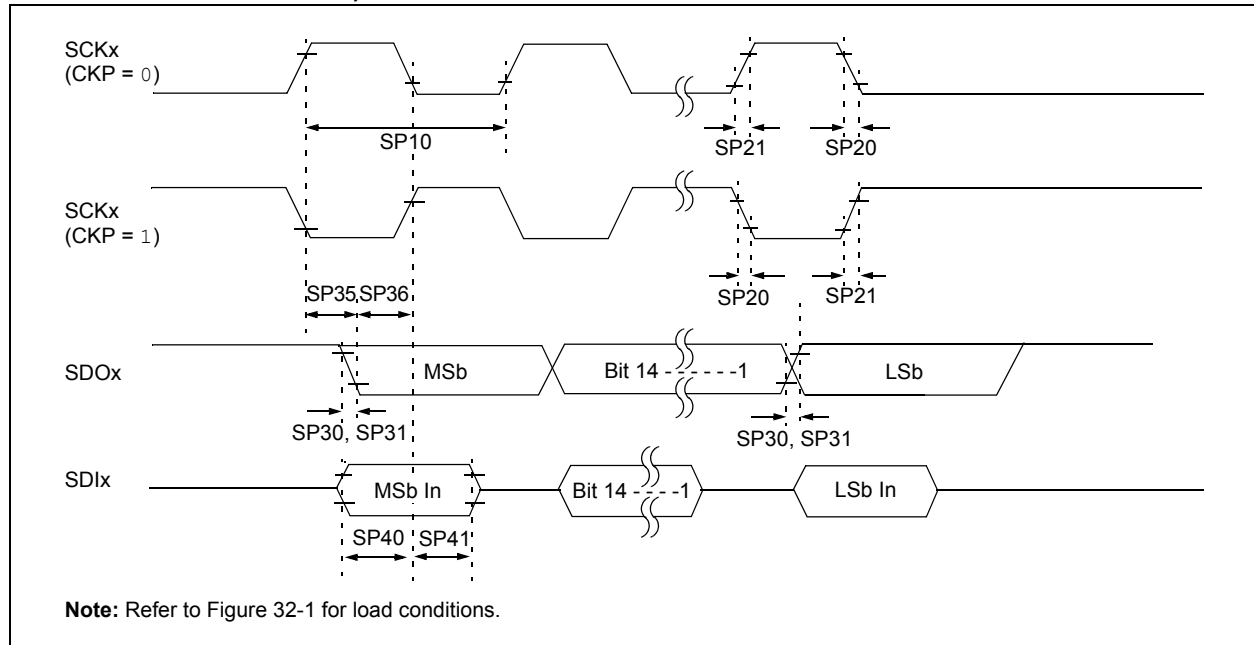 SCKx
(CKP = 0)
SP10
SP21
SP20
SCKx
(CKP = 1)
SP35
SP36
SP20
SP21
SDOx
MSb
Bit 14 - - - - - -1
LSb
SP30, SP31
SP30, SP31
SDIx
MSb In
Bit 14 - - - -1
LSb In
SP40
SP41
Note: Refer to Figure 32-1 for load conditions.